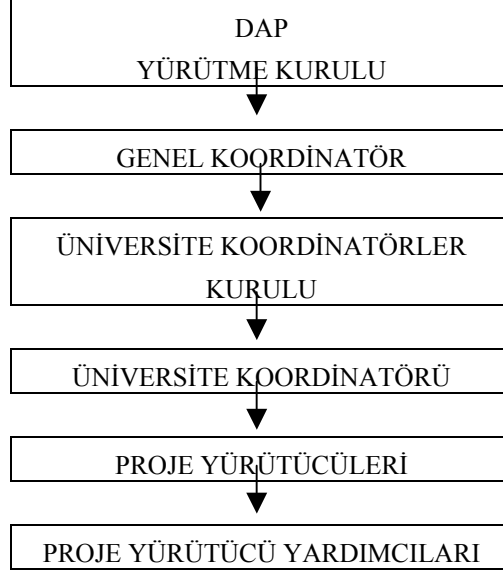 DAP
YÜRÜTME KURULU
GENEL KOORDİNATÖR
ÜNİVERSİTE KOORDİNATÖRLER
KURULU
ÜNİVERSİTE KOORDİNATÖRÜ
PROJE YÜRÜTÜCÜLERİ
PROJE YÜRÜTÜCÜ YARDIMCILARI